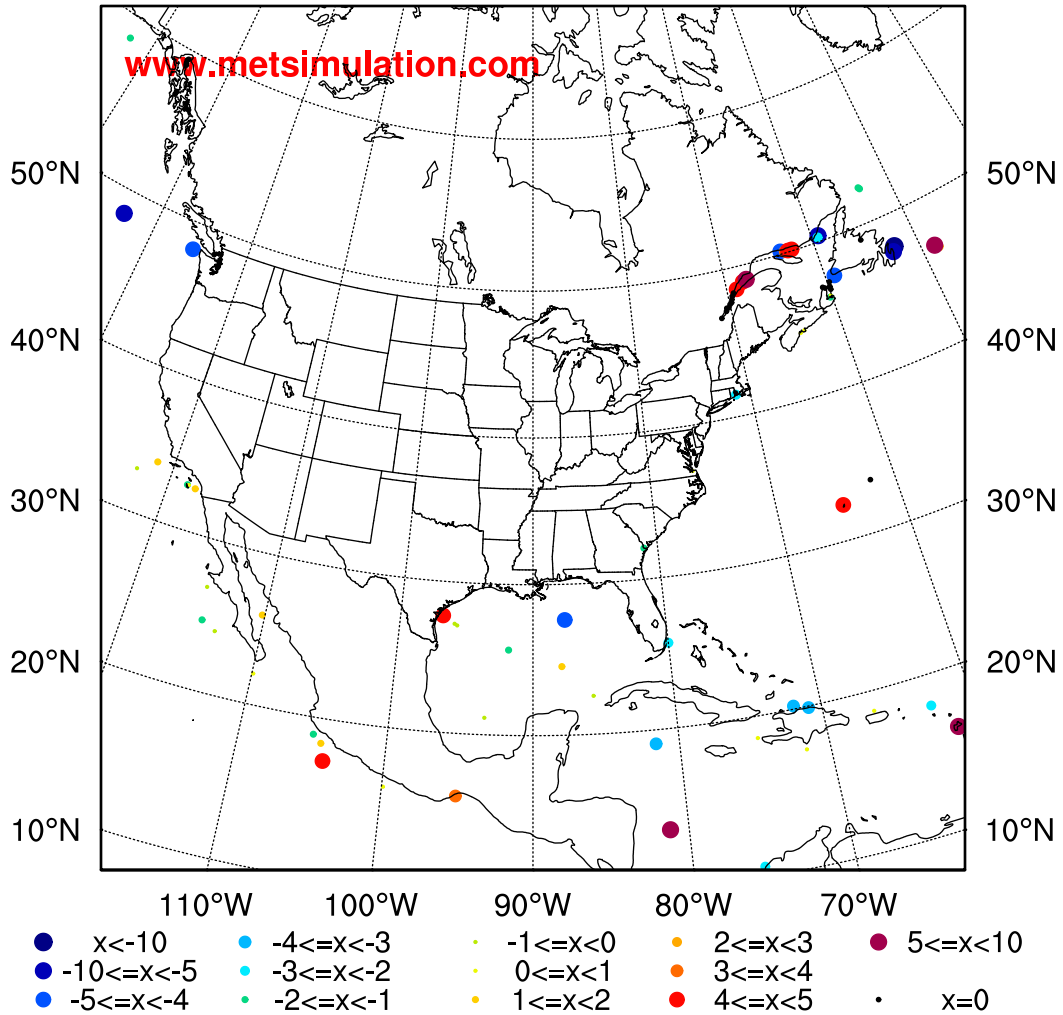 www.metsimulation.com
50°N 50°N
40°N 40°N
30°N 30°N
20°N 20°N
10°N 10°N
110°W 100°W 90°W 80°W 70°W
x<-10 -4<=x<-3 -1<=x<0 2<=x<3 5<=x<10
-10<=x<-5 -3<=x<-2 0<=x<1 3<=x<4
-5<=x<-4 -2<=x<-1 1<=x<2 4<=x<5 x=0